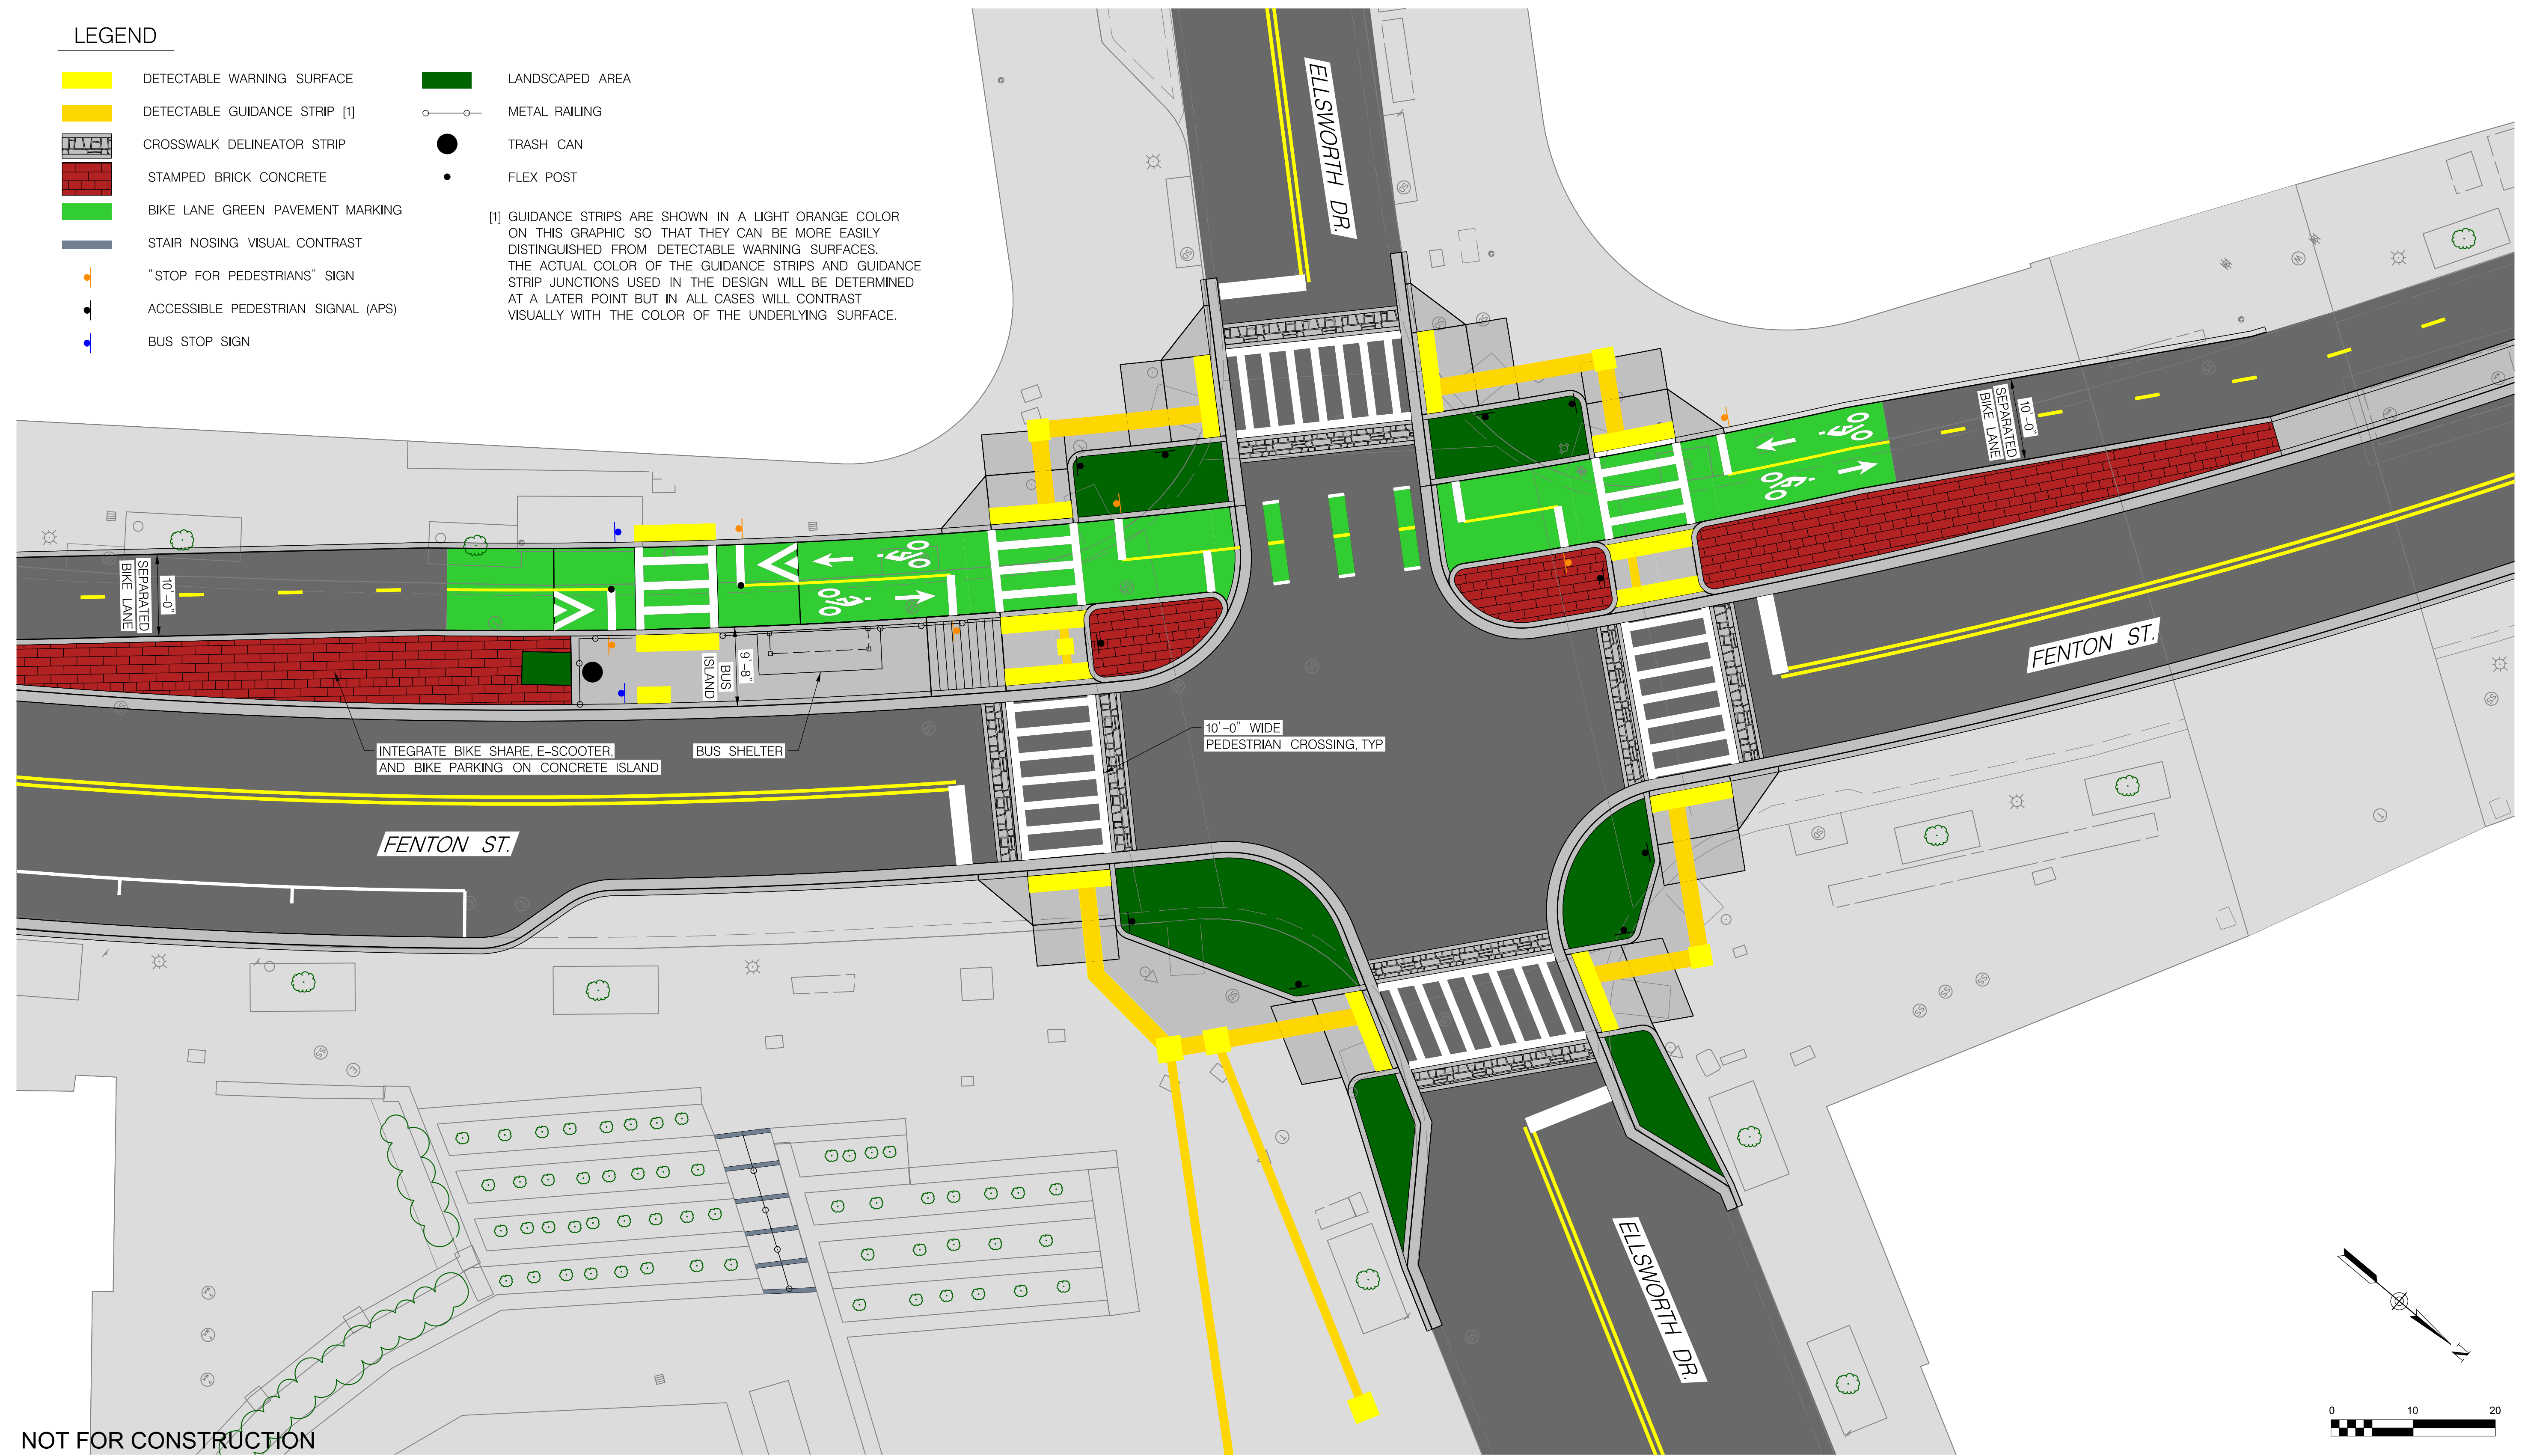 LEGEND
DETECTABLE WARNING SURFACE
DETECTABLE GUIDANCE STRIP [1]
CROSSWALK DELINEATOR STRIP
STAMPED BRICK CONCRETE
BIKE LANE GREEN PAVEMENT MARKING
STAIR NOSING VISUAL CONTRAST
"STOP FOR PEDESTRIANS" SIGN
ACCESSIBLE PEDESTRIAN SIGNAL (APS)
BUS STOP SIGN
LANDSCAPED AREA
METAL RAILING
TRASH CAN
FLEX POST
[1] GUIDANCE STRIPS ARE SHOWN IN A LIGHT ORANGE COLOR
ON THIS GRAPHIC SO THAT THEY CAN BE MORE EASILY
DISTINGUISHED FROM DETECTABLE WARNING SURFACES.
THE ACTUAL COLOR OF THE GUIDANCE STRIPS AND GUIDANCE
STRIP JUNCTIONS USED IN THE DESIGN WILL BE DETERMINED
AT A LATER POINT BUT IN ALL CASES WILL CONTRAST
VISUALLY WITH THE COLOR OF THE UNDERLYING SURFACE.
ELLSWORTH DR.
10'-0"
SEPARATED
BIKE LANE
10'-0"
SEPARATED
BIKE LANE
9'-8"
BUS
ISLAND
FENTON ST.
10'-0" WIDE
PEDESTRIAN CROSSING, TYP
INTEGRATE BIKE SHARE, E-SCOOTER,
AND BIKE PARKING ON CONCRETE ISLAND
BUS SHELTER
FENTON ST.
ELLSWORTH DR.
N
0 10 20
NOT FOR CONSTRUCTION